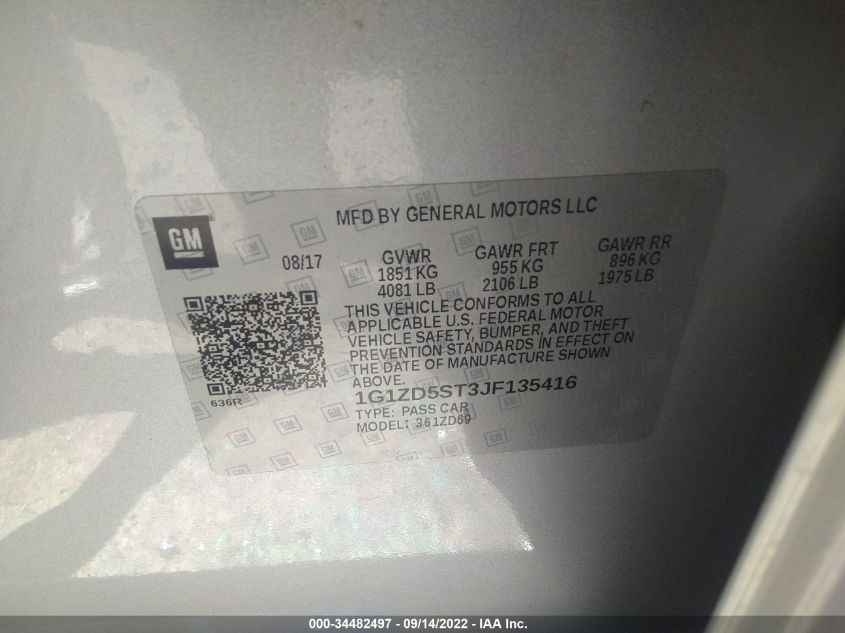 MFD BY GENERAL MOTORS LLC
GM
08/17
GVWR GAWR FRT GAWR RR
1851 KG 955 KG 896 KG
4081 LB 2106 LB 1975 LB
THIS VEHICLE CONFORMS TO ALL
APPLICABLE U.S. FEDERAL MOTOR
VEHICLE SAFETY, BUMPER, AND THEFT
PREVENTION STANDARDS IN EFFECT ON
THE DATE OF MANUFACTURE SHOWN
ABOVE.
636R
1G1ZD5ST3JF135416
TYPE: PASS CAR
MODEL: 361ZD69
000-34482497 - 09/14/2022 - IAA Inc.